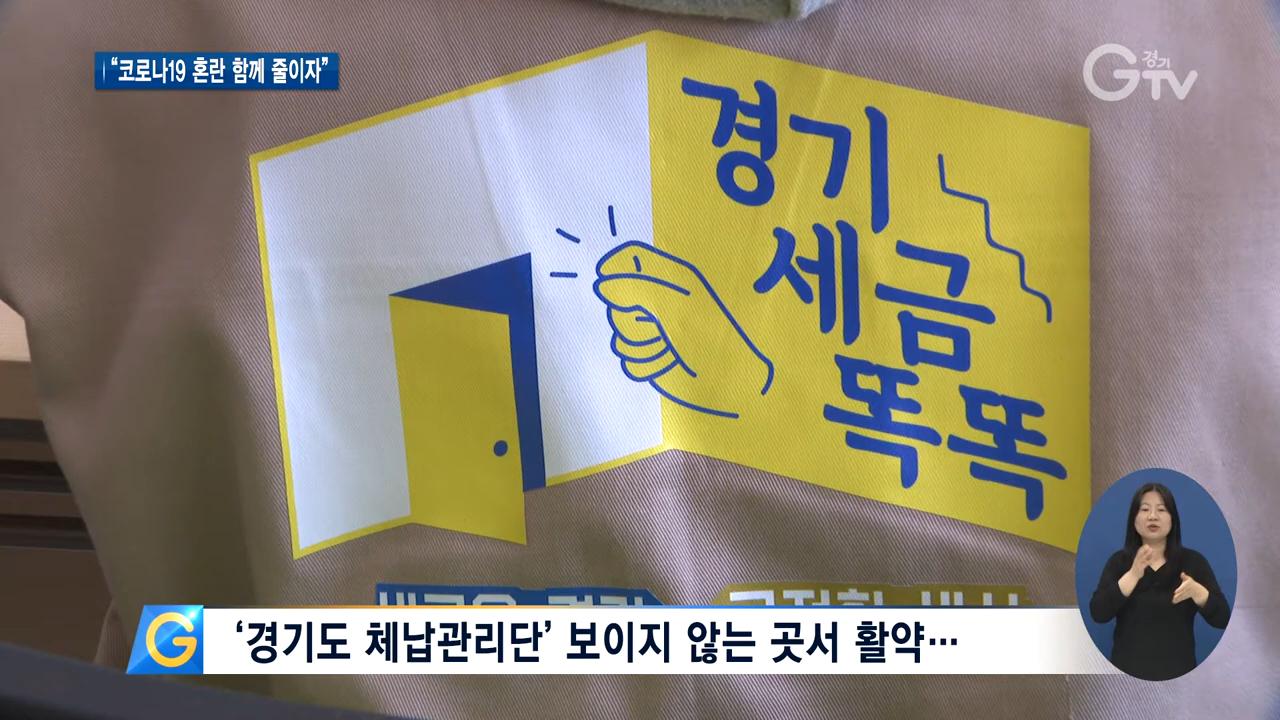 “코로나19 혼란 함께 줄이자”
경기
GTV
경기
세금
똑똑
G
‘경기도 체납관리단’ 보이지 않는 곳서 활약…